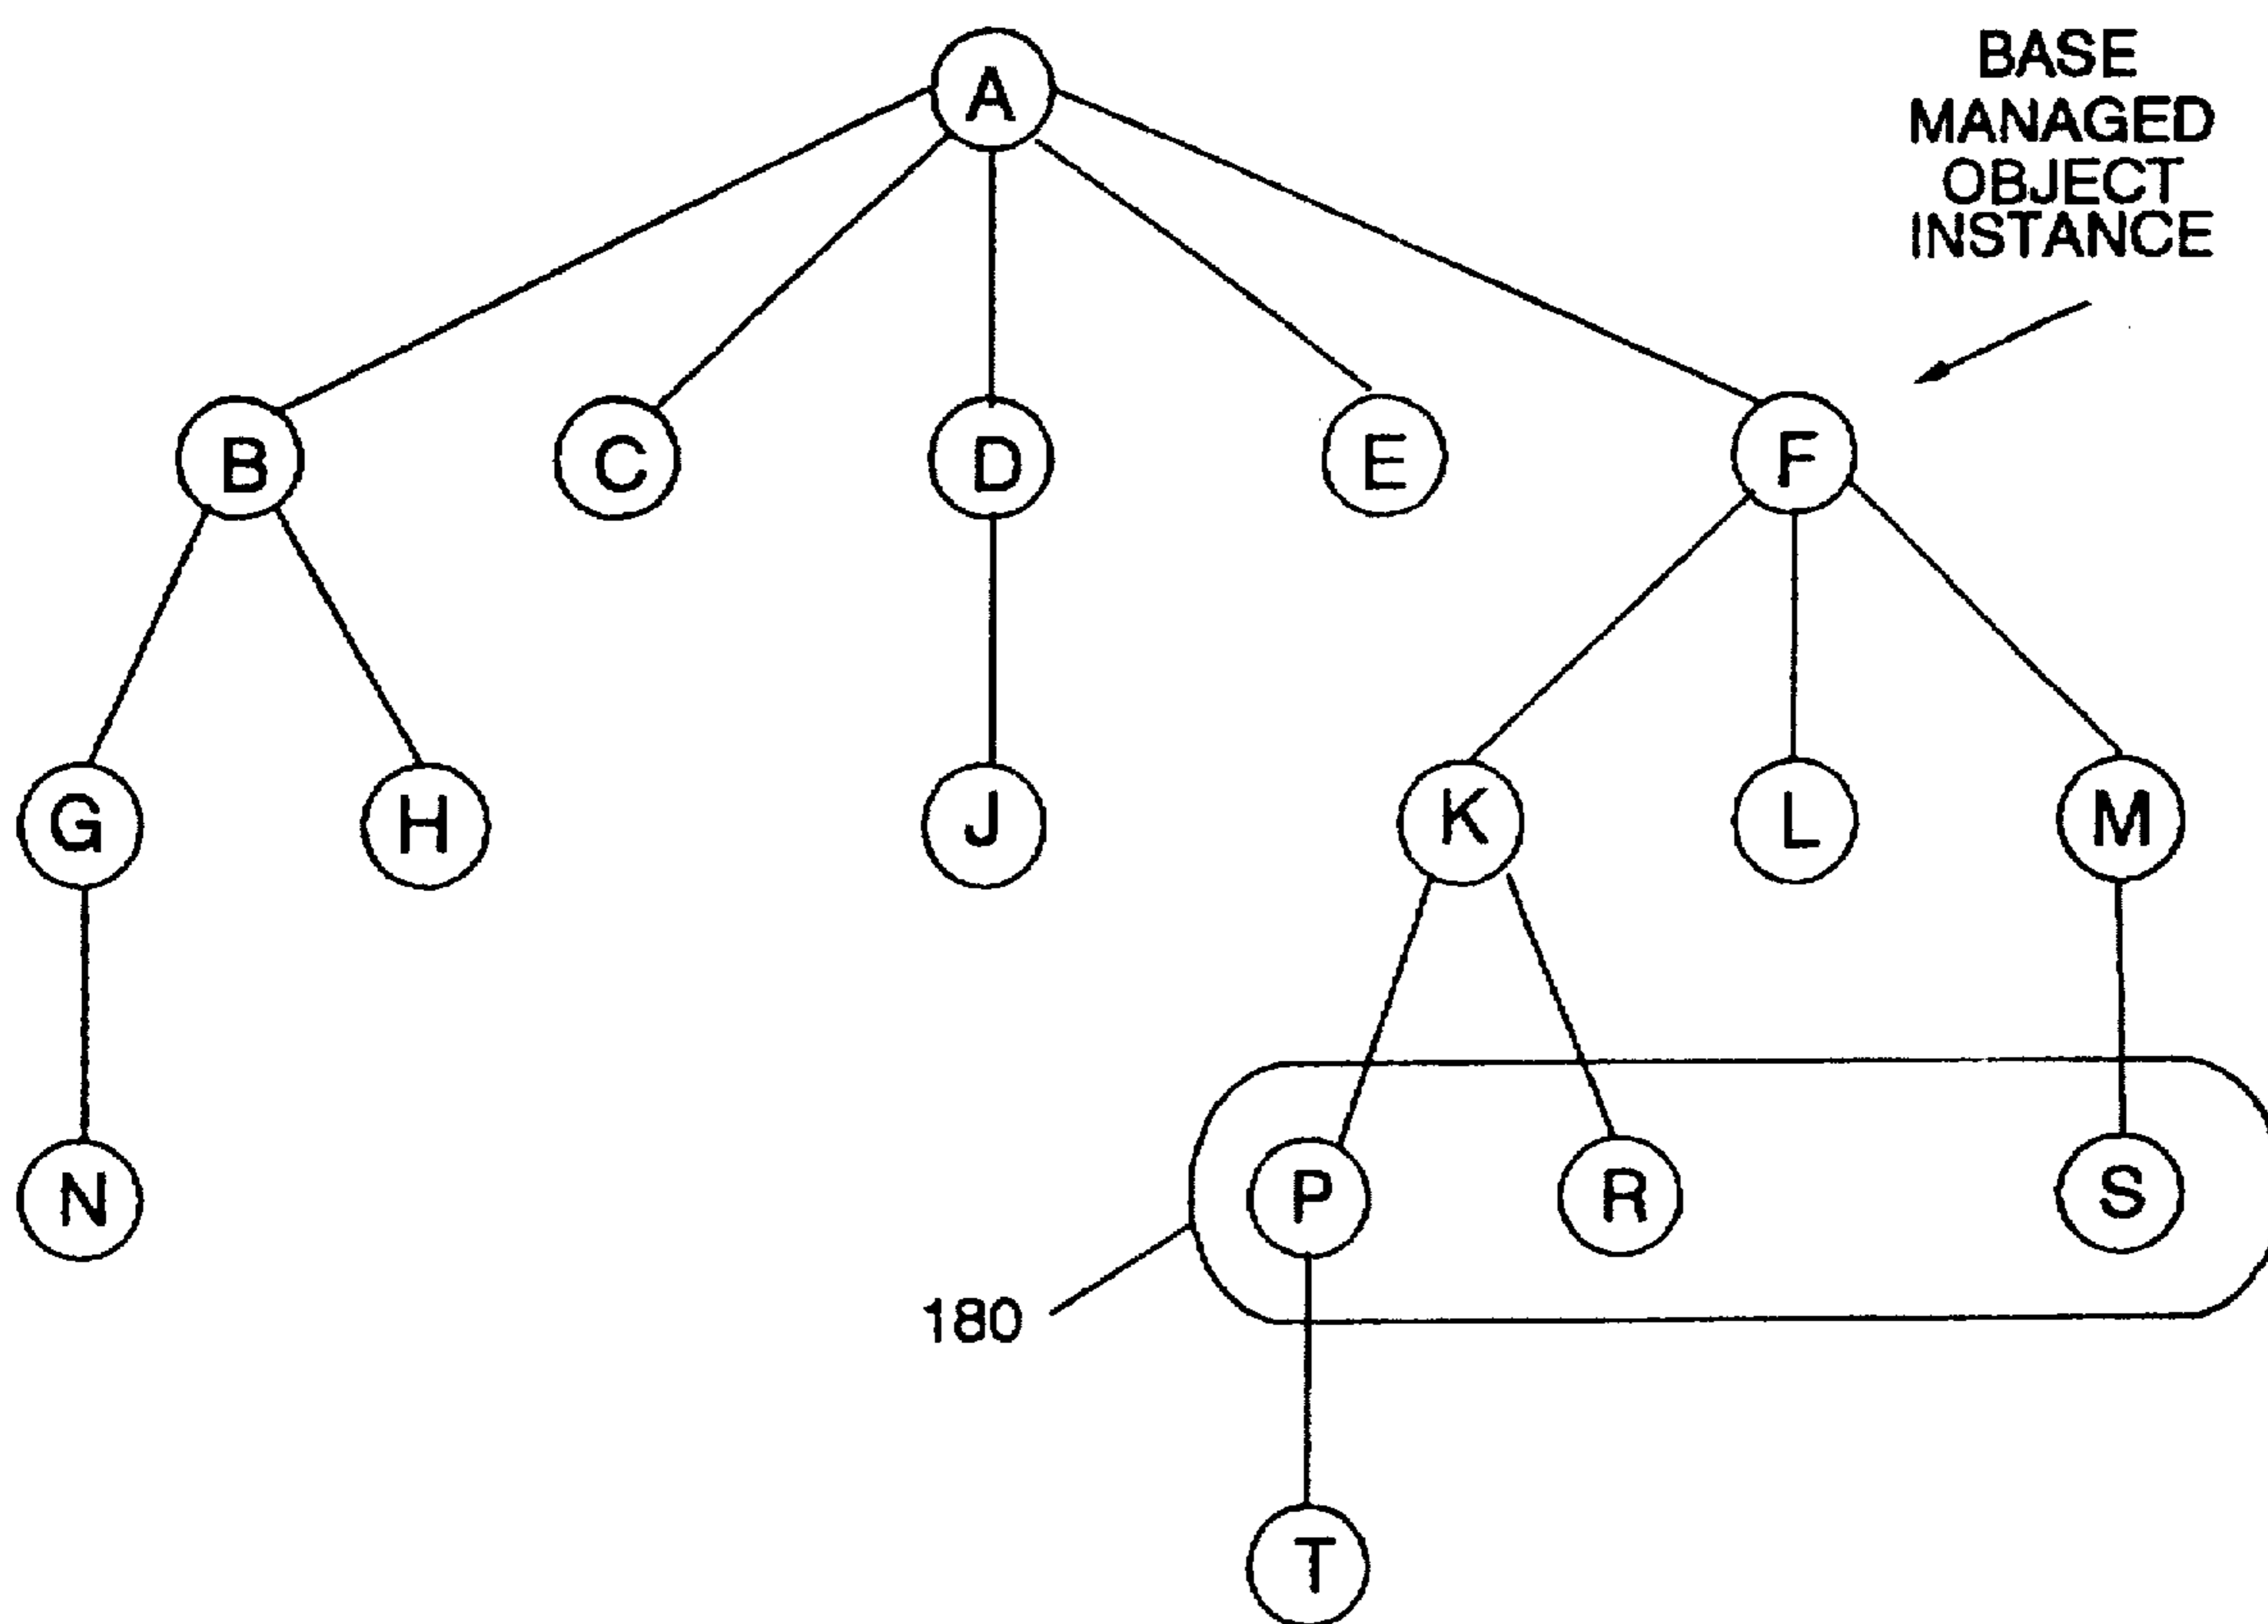 A
BASE
MANAGED
OBJECT
INSTANCE
B C D E F
G H J K L M
N P R S
180
T